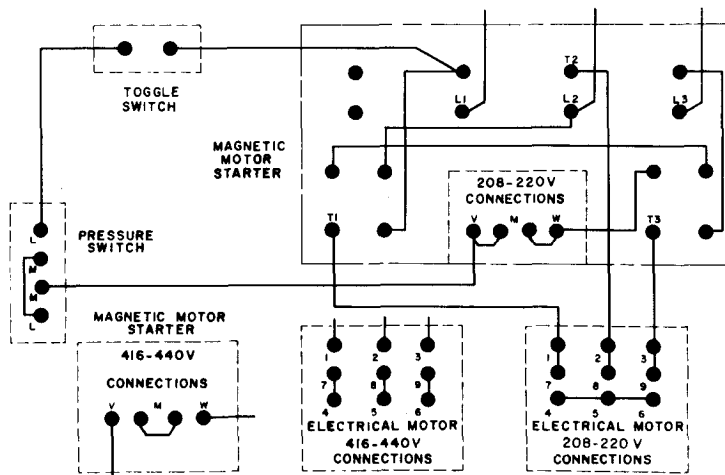 TOGGLE
SWITCH
T2
L1
L2
L3
MAGNETIC
MOTOR
STARTER
208-220V
CONNECTIONS
T1
V
M
W
T3
L
M
M
L
PRESSURE
SWITCH
MAGNETIC MOTOR
STARTER
416-440V
CONNECTIONS
V
M
W
1
2
3
7
8
9
4
5
6
ELECTRICAL MOTOR
416-440V
CONNECTIONS
1
2
3
7
8
9
4
5
6
ELECTRICAL MOTOR
208-220V
CONNECTIONS